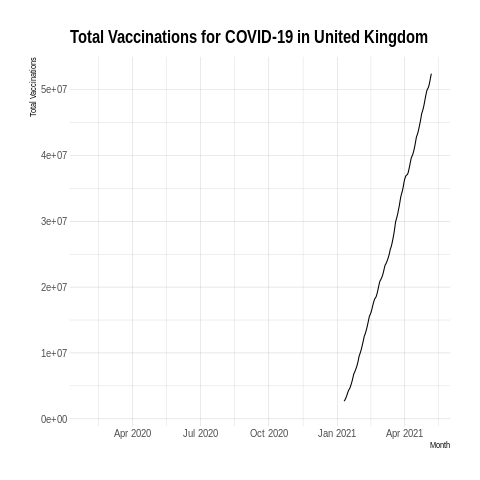 Total Vaccinations for COVID-19 in United Kingdom
Total Vaccinations
5e+07
4e+07
3e+07
2e+07
1e+07
0e+00
Apr 2020 Jul 2020 Oct 2020 Jan 2021 Apr 2021
Month